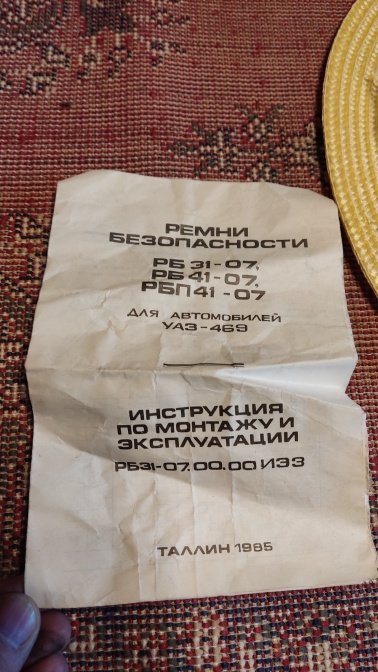 РЕМНИ
БЕЗОПАСНОСТИ
РБ 31-07,
РБ 41-07,
РБП 41-07
ДЛЯ АВТОМОБИЛЕЙ
УАЗ-469
ИНСТРУКЦИЯ
ПО МОНТАЖУ И
ЭКСПЛУАТАЦИИ
РБ31-07.00.00 ИЭЗ
ТАЛЛИН 1985